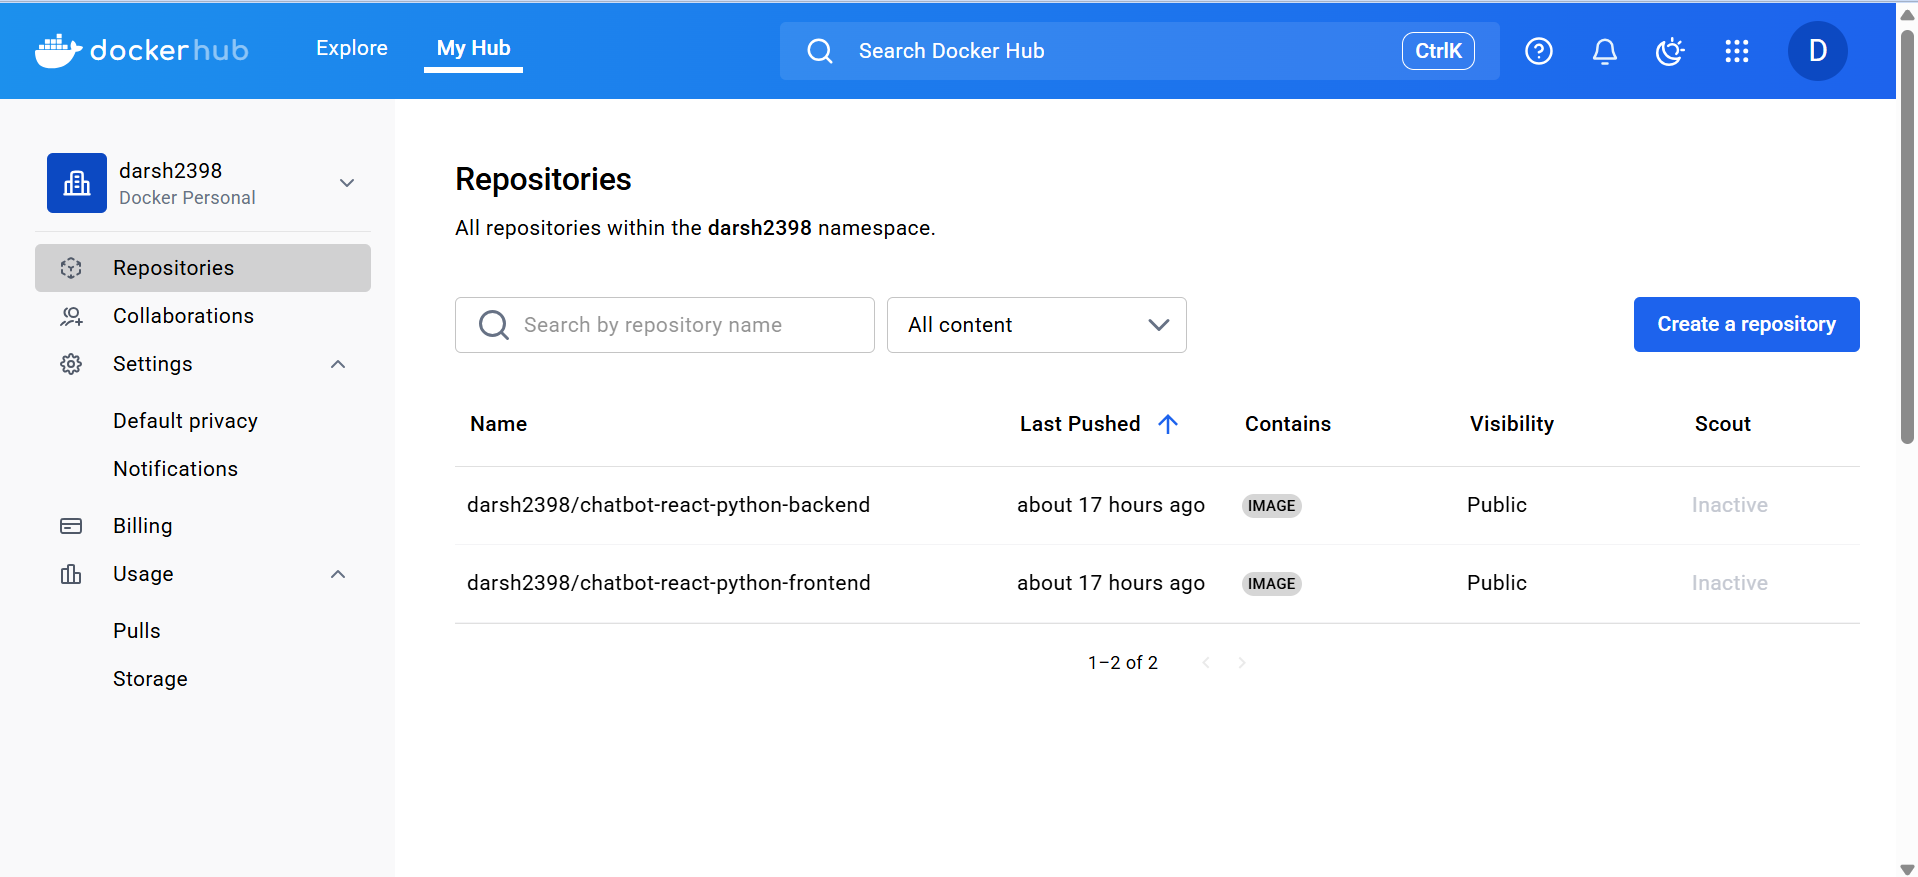 dockerhub
Explore
My Hub
Search Docker Hub
CtrlK
D
darsh2398
Docker Personal
Repositories
Collaborations
Settings
Default privacy
Notifications
Billing
Usage
Pulls
Storage
Repositories
All repositories within the darsh2398 namespace.
Search by repository name
All content
Create a repository
Name Last Pushed Contains Visibility Scout
darsh2398/chatbot-react-python-backend about 17 hours ago IMAGE Public Inactive
darsh2398/chatbot-react-python-frontend about 17 hours ago IMAGE Public Inactive
1–2 of 2